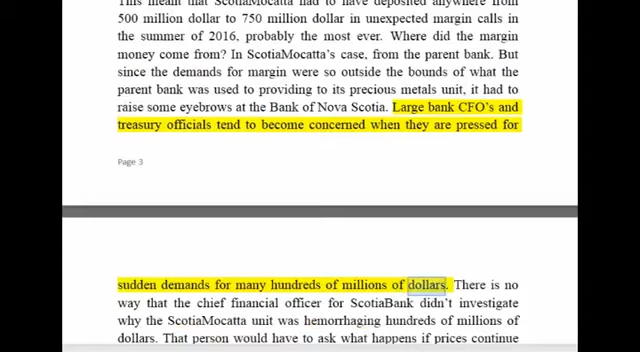 This meant that ScotiaMocatta had to have deposited anywhere from
500 million dollar to 750 million dollar in unexpected margin calls in
the summer of 2016, probably the most ever. Where did the margin
money come from? In ScotiaMocatta's case, from the parent bank. But
since the demands for margin were so outside the bounds of what the
parent bank was used to providing to its precious metals unit, it had to
raise some eyebrows at the Bank of Nova Scotia. Large bank CFO's and
treasury officials tend to become concerned when they are pressed for
Page 3
sudden demands for many hundreds of millions of dollars. There is no
way that the chief financial officer for ScotiaBank didn't investigate
why the ScotiaMocatta unit was hemorrhaging hundreds of millions of
dollars. That person would have to ask what happens if prices continue